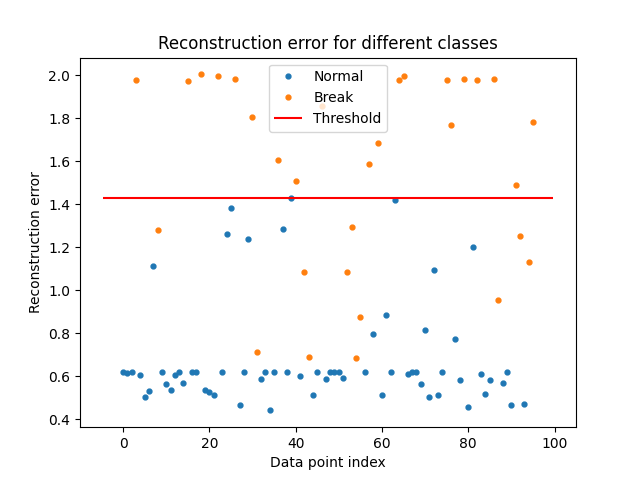 Reconstruction error for different classes
Normal
Break
Threshold
Reconstruction error
2.0
1.8
1.6
1.4
1.2
1.0
0.8
0.6
0.4
0
20
40
60
80
100
Data point index